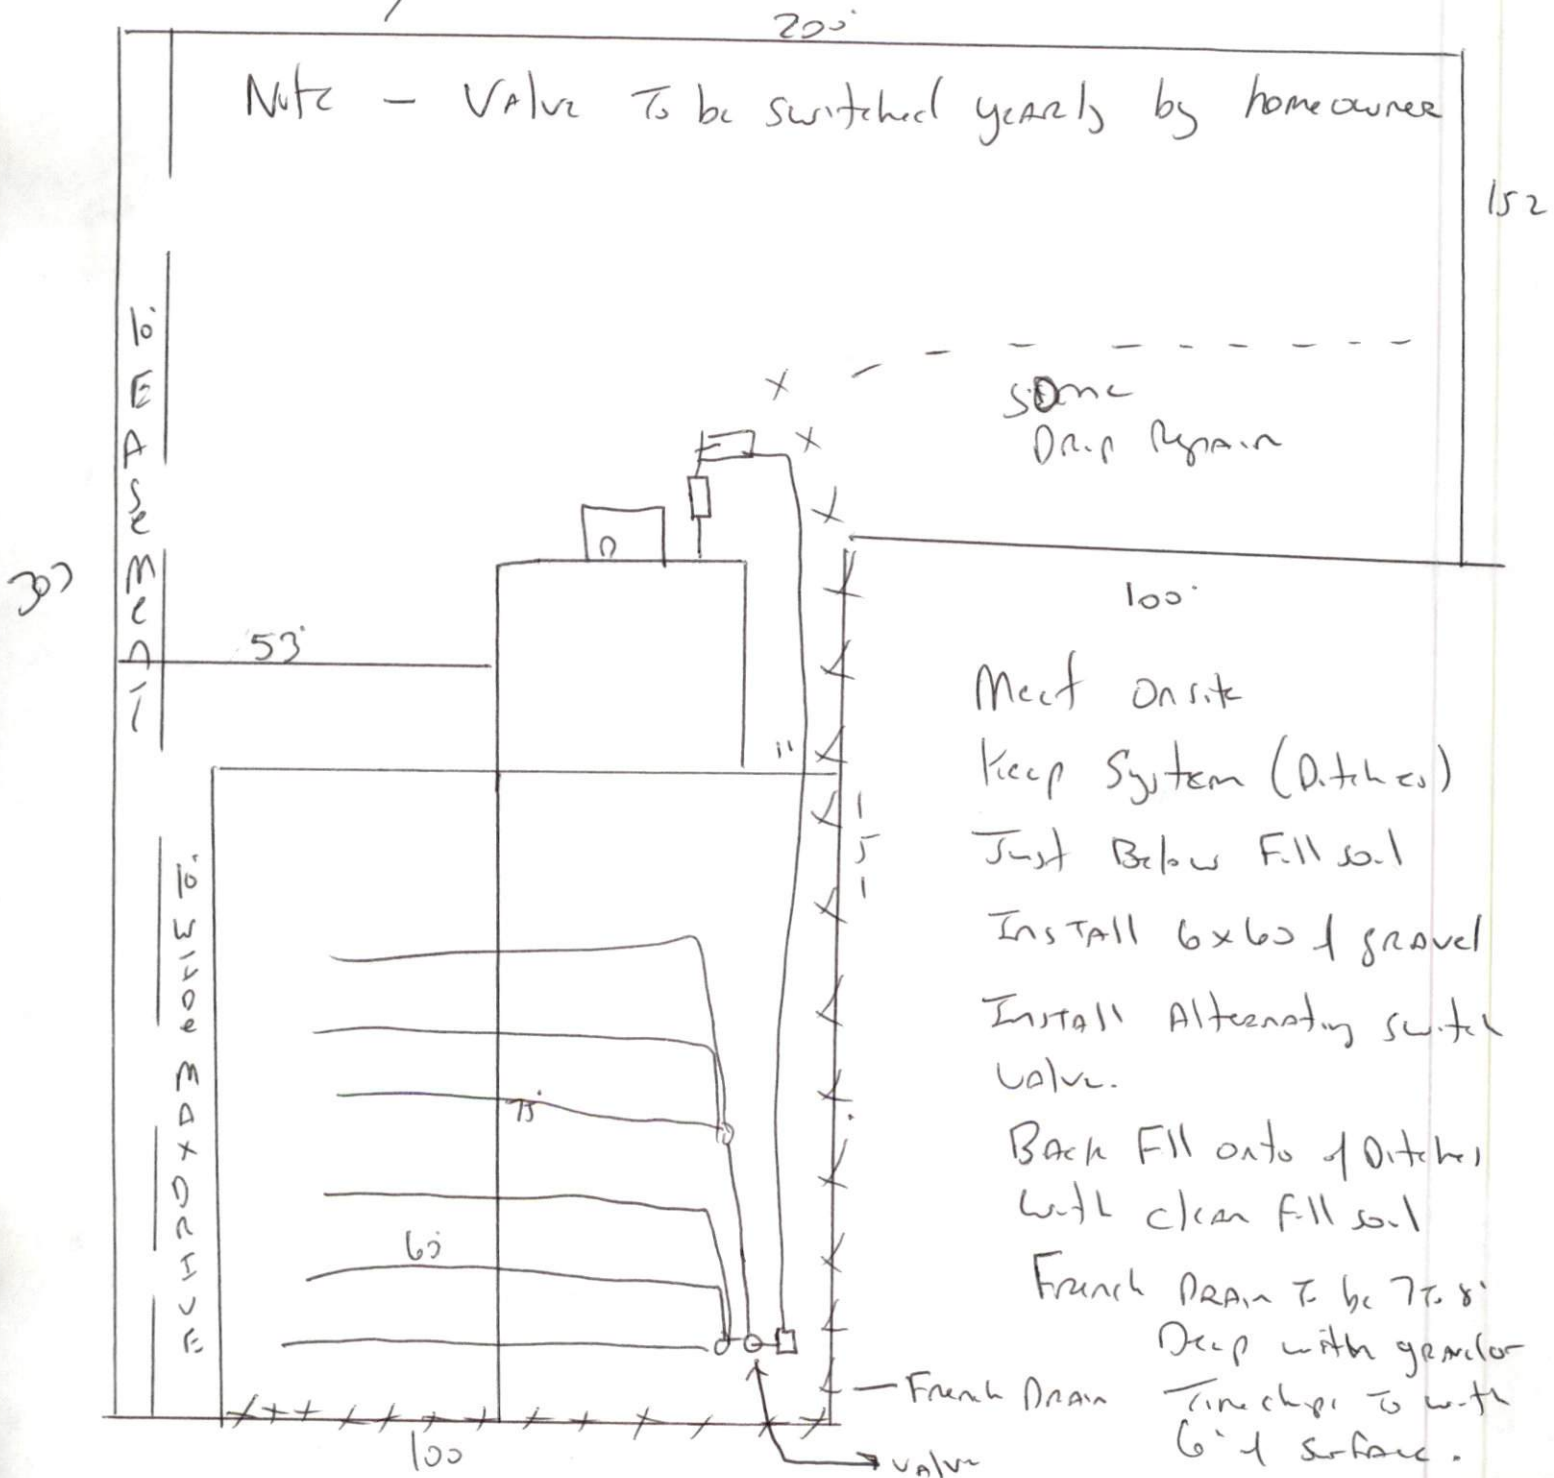 200'
Note - Valve To be switched yearly by homeowner
152
10' EASeMeNT
some
Drip Repair
307
100'
53'
Meet Onsite
Keep System (Ditches)
Just Below Fill soil
11'
151
10' WIDe MAX DRIVE
Install 6x60 of gravel
Install Alternating switch
valve.
75'
Back Fill onto of Ditches
with clean fill soil
60'
French Drain To be 7 To 8'
Deep with gravel or
French Drain
Tire chips To with
6" of surface.
100
valve